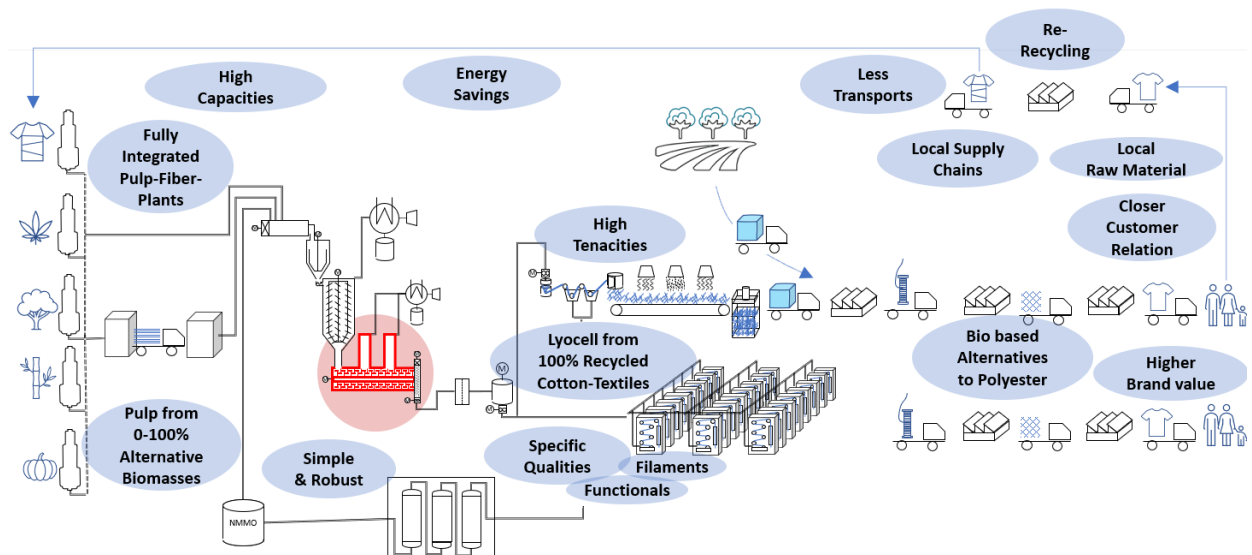 Re-
Recycling
High
Capacities
Energy
Savings
Less
Transports
Fully
Integrated
Pulp-Fiber-
Plants
Local Supply
Chains
Local
Raw Material
High
Tenacities
Closer
Customer
Relation
M
Lyocell from
100% Recycled
Cotton-Textiles
M
Bio based
Alternatives
to Polyester
Higher
Brand value
Pulp from
0-100%
Alternative
Biomasses
Simple
& Robust
Specific
Qualities
Filaments
Functionals
NMMO